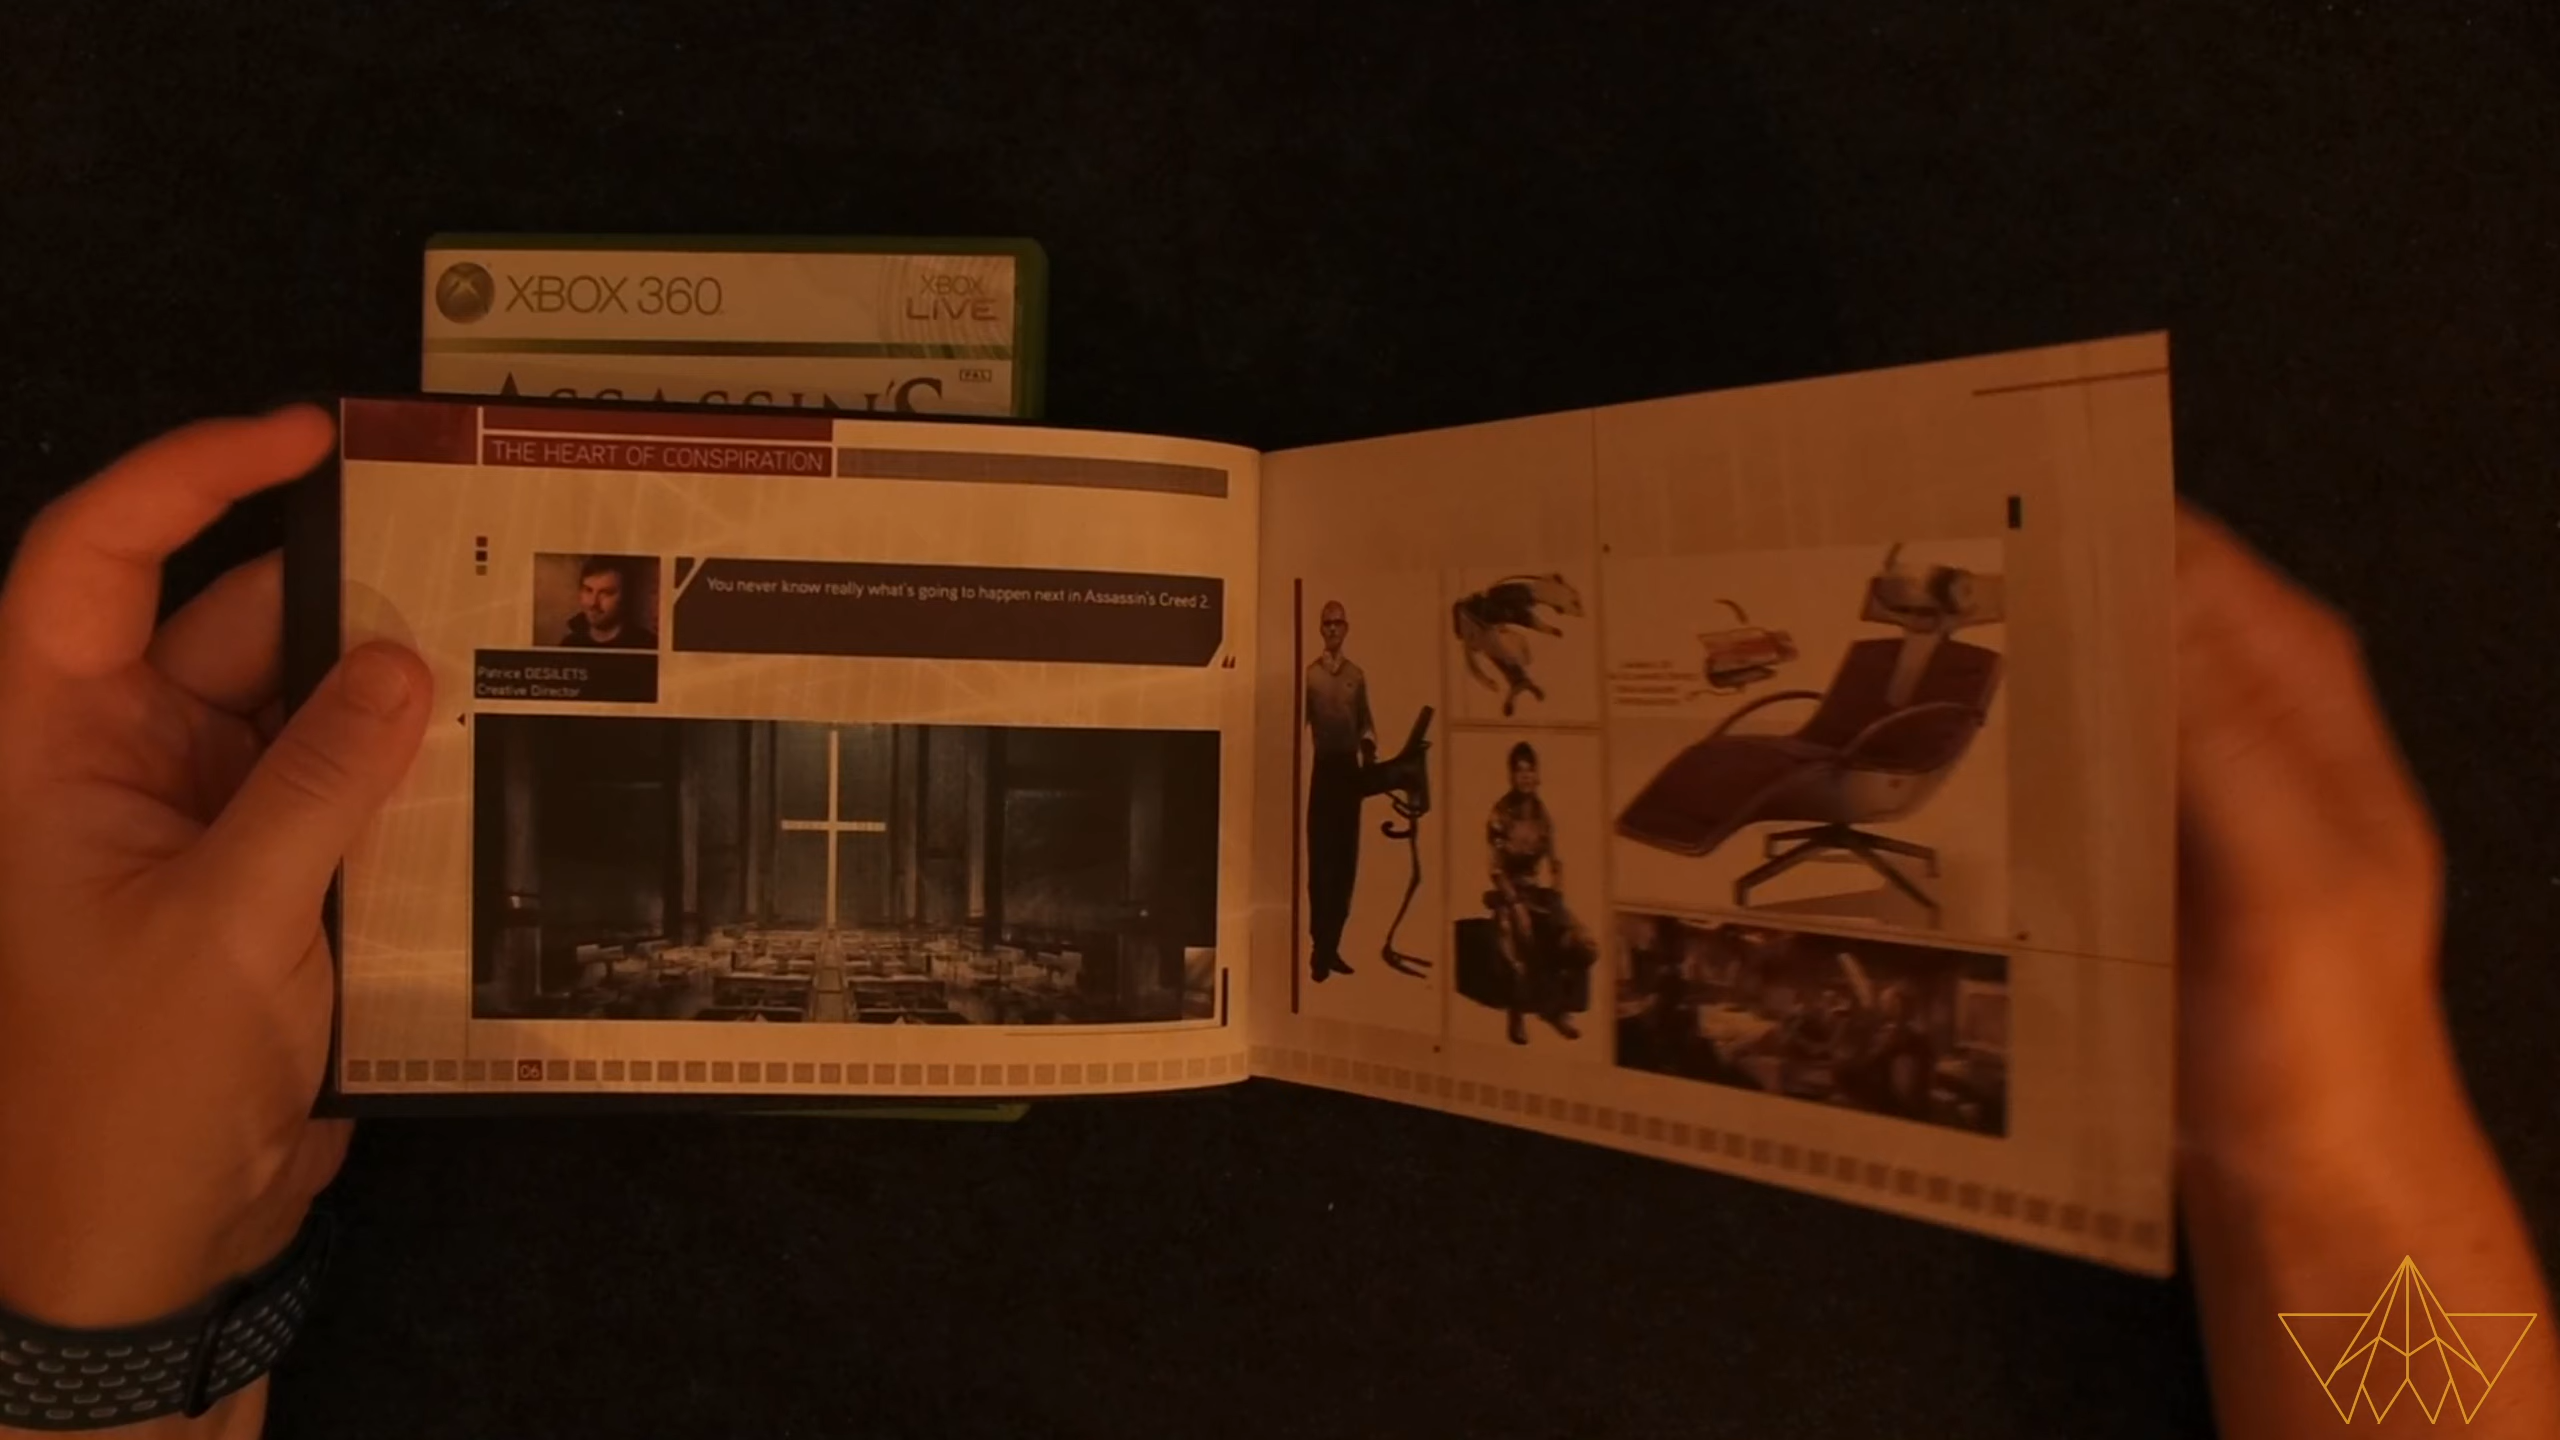 XBOX 360
XBOX
LIVE
PAL
ASSASSIN'S
THE HEART OF CONSPIRATION
You never know really what's going to happen next in Assassin's Creed 2.
Patrice DESILETS
Creative Director
06